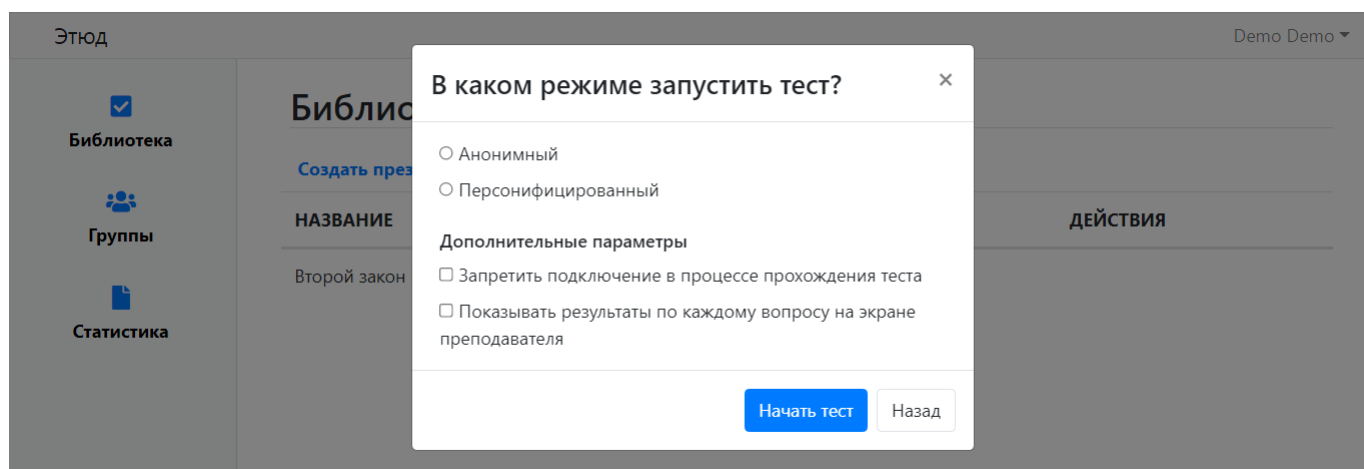 Этюд
Demo Demo
В каком режиме запустить тест?
×
Библиотека
Библио
Анонимный
Создать през
Персонифицированный
НАЗВАНИЕ
ДЕЙСТВИЯ
Группы
Дополнительные параметры
Второй закон
Запретить подключение в процессе прохождения теста
Показывать результаты по каждому вопросу на экране
преподавателя
Статистика
Начать тест
Назад